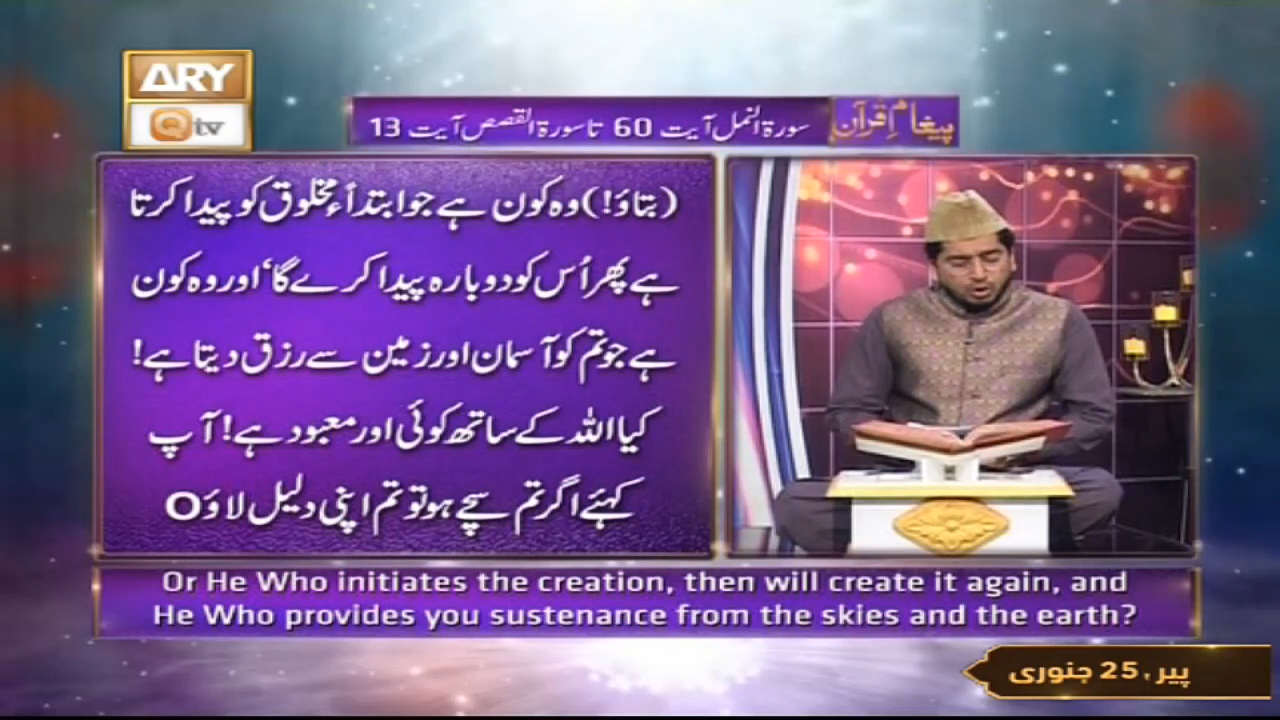 ARY
Qtv
پیغامِ قرآن
سورۃ النمل آیت 60 تا سورۃ القصص آیت 13
(بتاؤ!) وہ کون ہے جو ابتدأً مخلوق کو پیدا کرتا
ہے پھر اُس کو دوبارہ پیدا کرے گا، اور وہ کون
ہے جو تم کو آسمان اور زمین سے رزق دیتا ہے!
کیا اللہ کے ساتھ کوئی اور معبود ہے! آپ
کہئے اگر تم سچے ہو تو تم اپنی دلیل لاؤ O
Or He Who initiates the creation, then will create it again, and
He Who provides you sustenance from the skies and the earth?
پیر، 25 جنوری